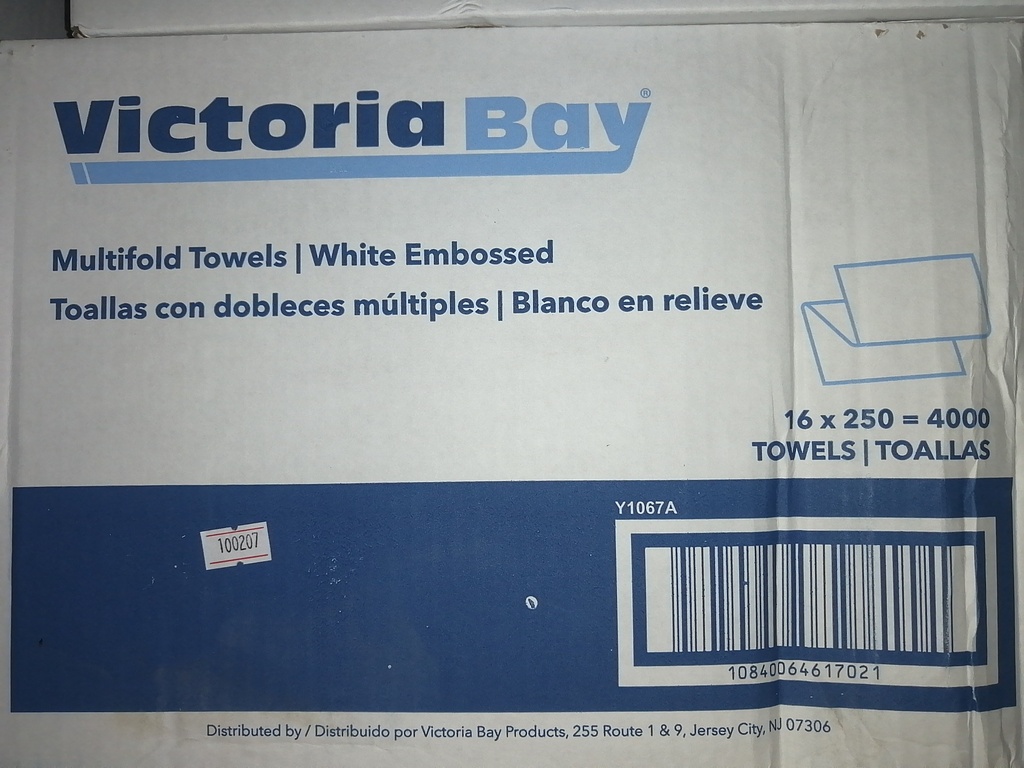 Victoria Bay®
Multifold Towels | White Embossed
Toallas con dobleces múltiples | Blanco en relieve
16 x 250 = 4000
TOWELS | TOALLAS
Y1067A
100207
10840064617021
Distributed by / Distribuido por Victoria Bay Products, 255 Route 1 & 9, Jersey City, NJ 07306